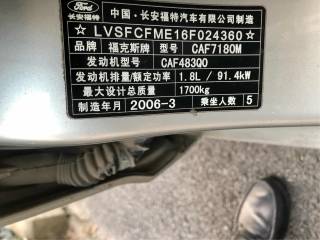 Ford 中国·长安福特汽车有限公司制造
长安福特
☆LVSFCFME16F024360☆
品牌 福克斯牌 型号 CAF7180M
发动机型号 CAF483Q0
发动机排量/额定功率 1.8L / 91.4kW
最大设计总质量 1700kg
制造年月 2006-3 乘坐人数 5